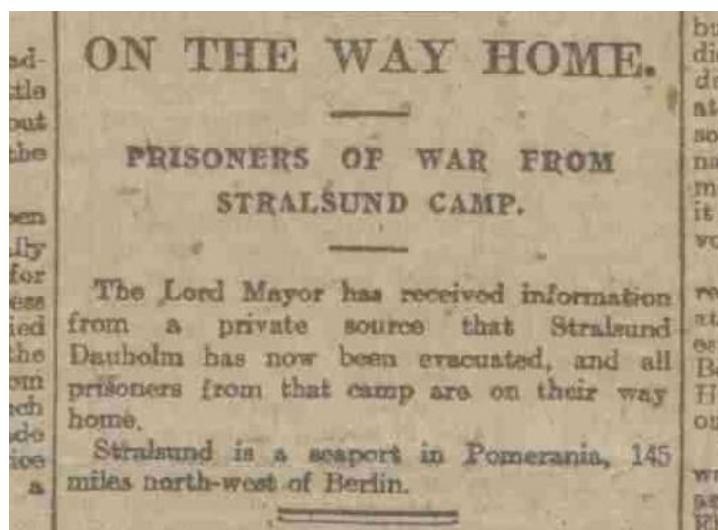 ON THE WAY HOME.
PRISONERS OF WAR FROM
STRALSUND CAMP.
The Lord Mayor has received information
from a private source that Stralsund
Dauholm has now been evacuated, and all
prisoners from that camp are on their way
home.
Stralsund is a seaport in Pomerania, 145
miles north-west of Berlin.